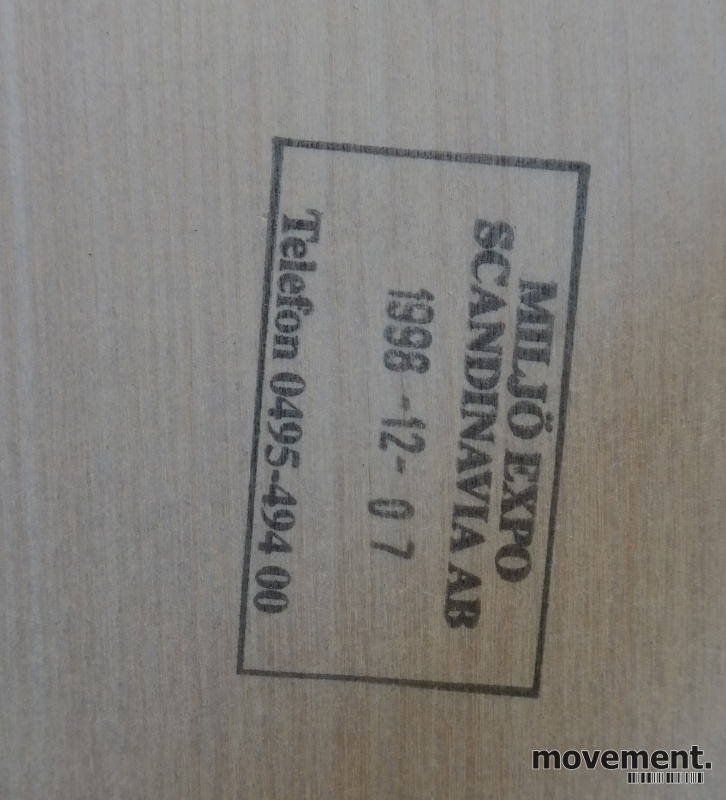 MILJÖ EXPO
SCANDINAVIA AB
1998-12-07
Telefon 0495-494 00
movement.